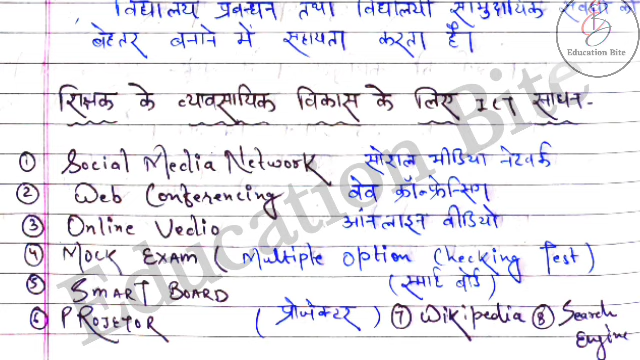 विद्यालय प्रबन्धन तथा विद्यालयी सामुदायिक
बेहतर बनाने में सहायता करता है।
Education Bite
शिक्षक के व्यावसायिक विकास के लिए ICT साधन-
① Social Media Network सोशल मीडिया नेटवर्क
② Web Conferencing वेव कॉन्फ्रेन्सिंग
③ Online Vedio ऑनलाइन वीडियो
④ Mock Exam ( Multiple option Checking Test )
⑤ SMART BOARD (स्मार्ट बोर्ड)
⑥ PROJETOR (प्रोजेक्टर) ⑦ Wikipedia ⑧ Search
Engine
Education Bite